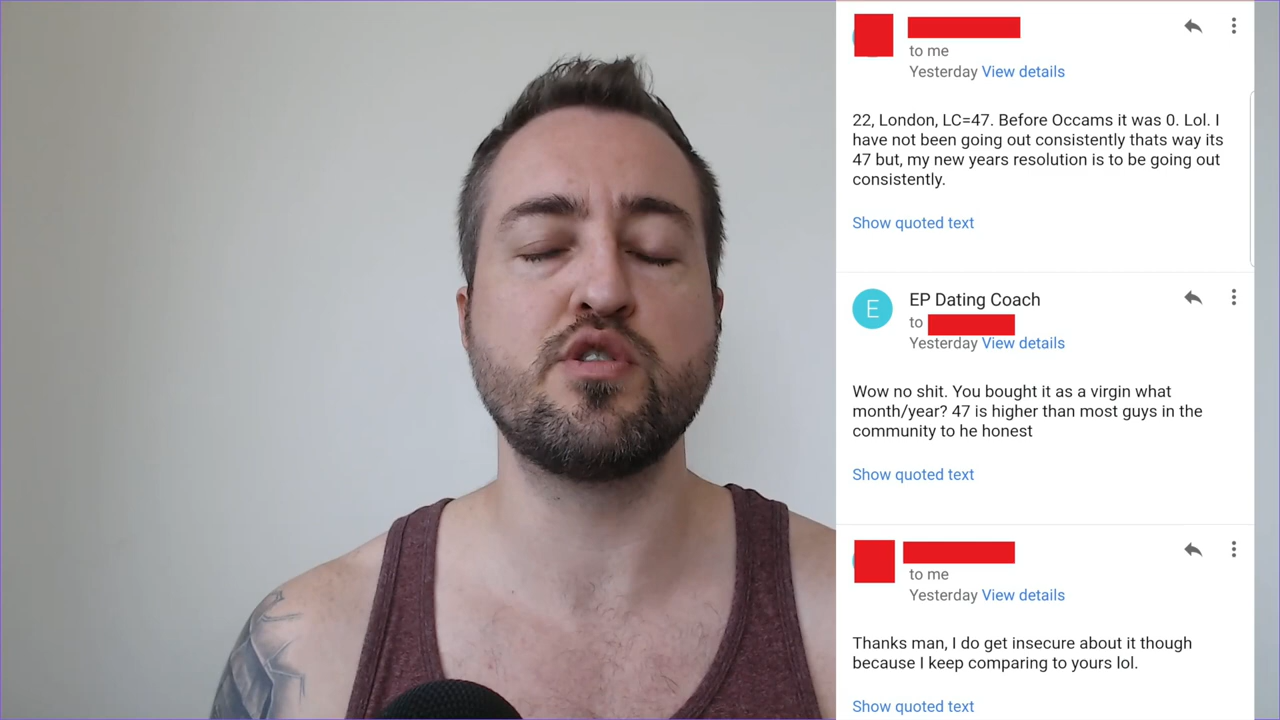 to me
Yesterday View details
22, London, LC=47. Before Occams it was 0. Lol. I
have not been going out consistently thats way its
47 but, my new years resolution is to be going out
consistently.
Show quoted text
E
EP Dating Coach
to
Yesterday View details
Wow no shit. You bought it as a virgin what
month/year? 47 is higher than most guys in the
community to he honest
Show quoted text
to me
Yesterday View details
Thanks man, I do get insecure about it though
because I keep comparing to yours lol.
Show quoted text